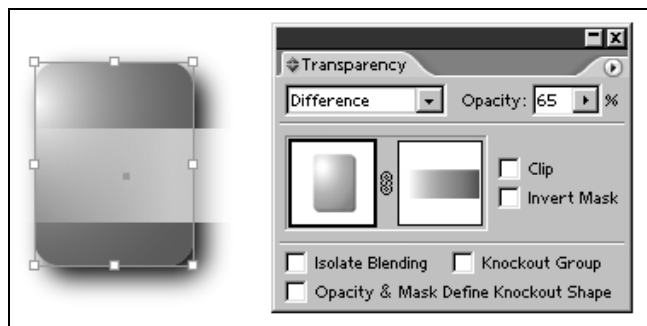 Transparency
Difference Opacity: 65 %
Clip
Invert Mask
Isolate Blending Knockout Group
Opacity & Mask Define Knockout Shape